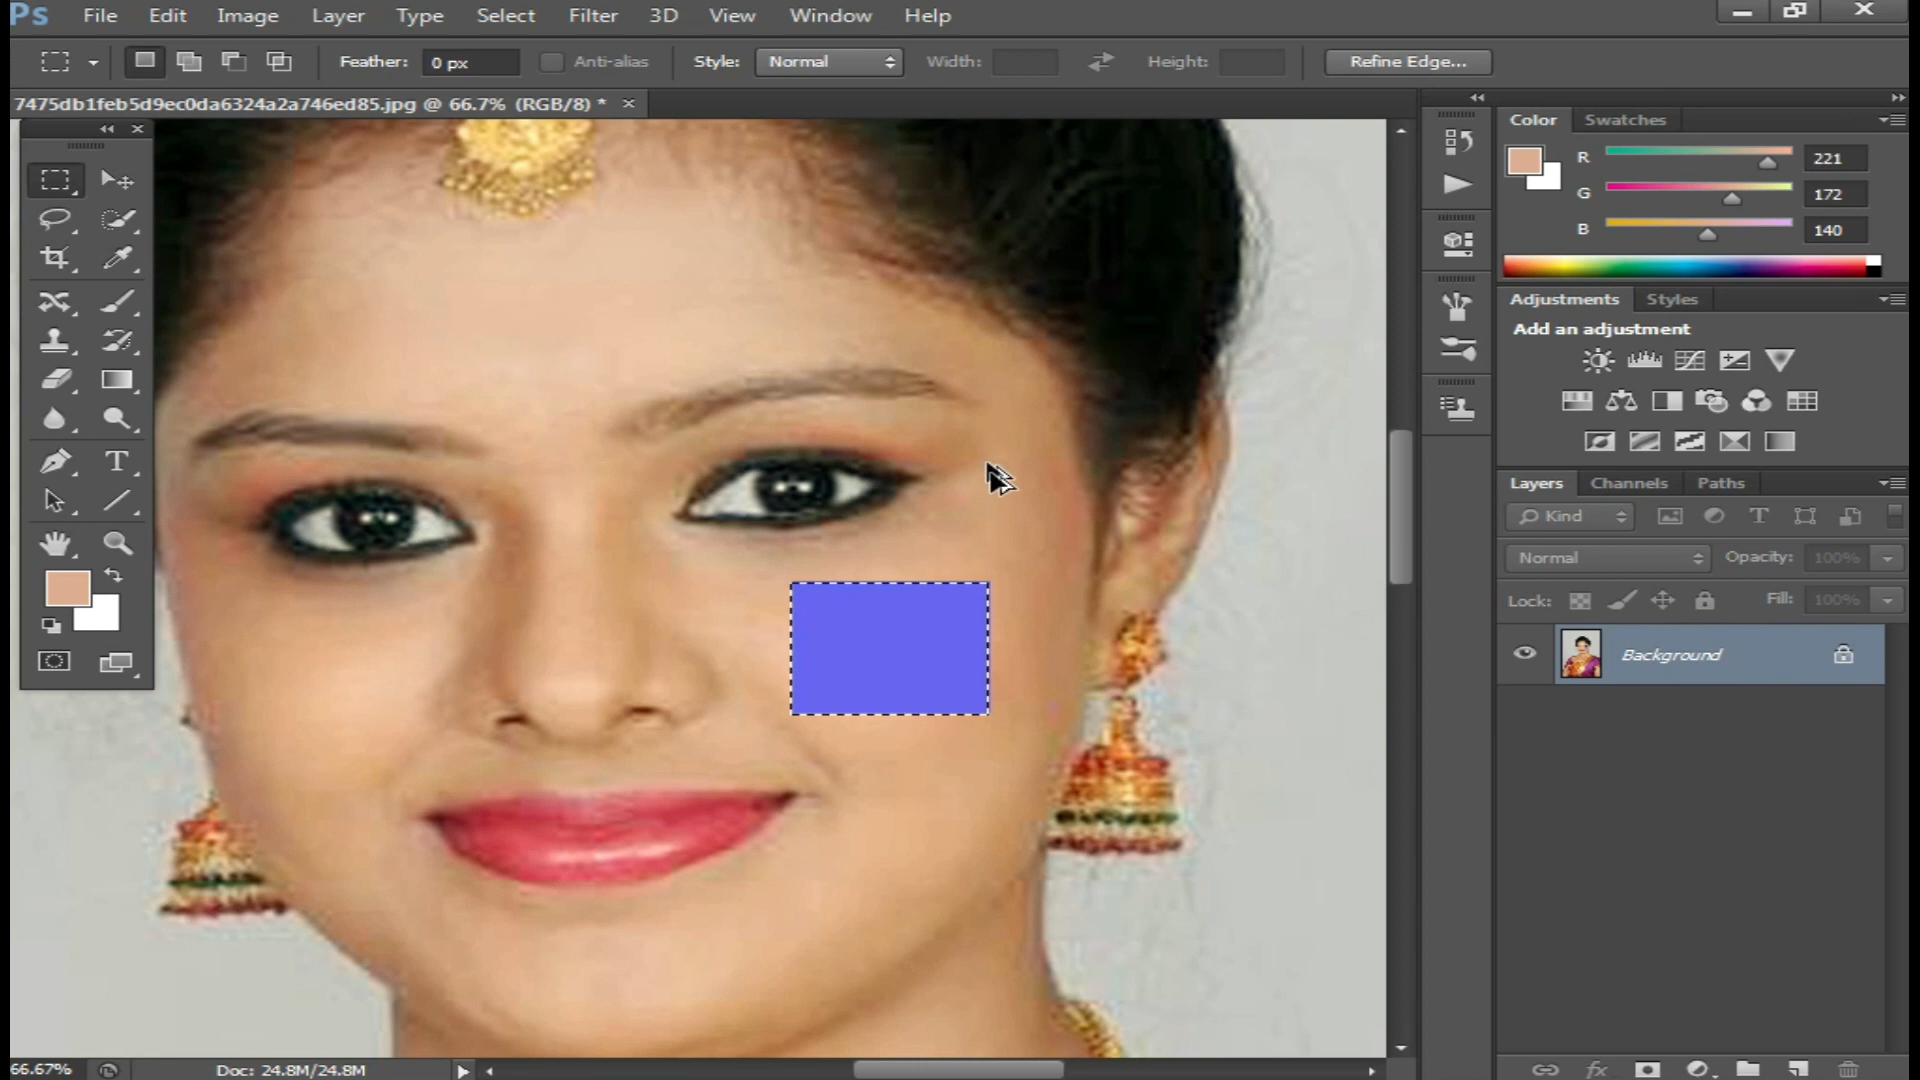 Ps File Edit Image Layer Type Select Filter 3D View Window Help
Feather: 0 px Anti-alias Style: Normal Width: Height: Refine Edge...
7475db1feb5d9ec0da6324a2a746ed85.jpg @ 66.7% (RGB/8) * ×
Color Swatches
R 221
G 172
B 140
Adjustments Styles
Add an adjustment
Layers Channels Paths
Kind
Normal Opacity: 100%
Lock: Fill: 100%
Background
66.67% Doc: 24.8M/24.8M